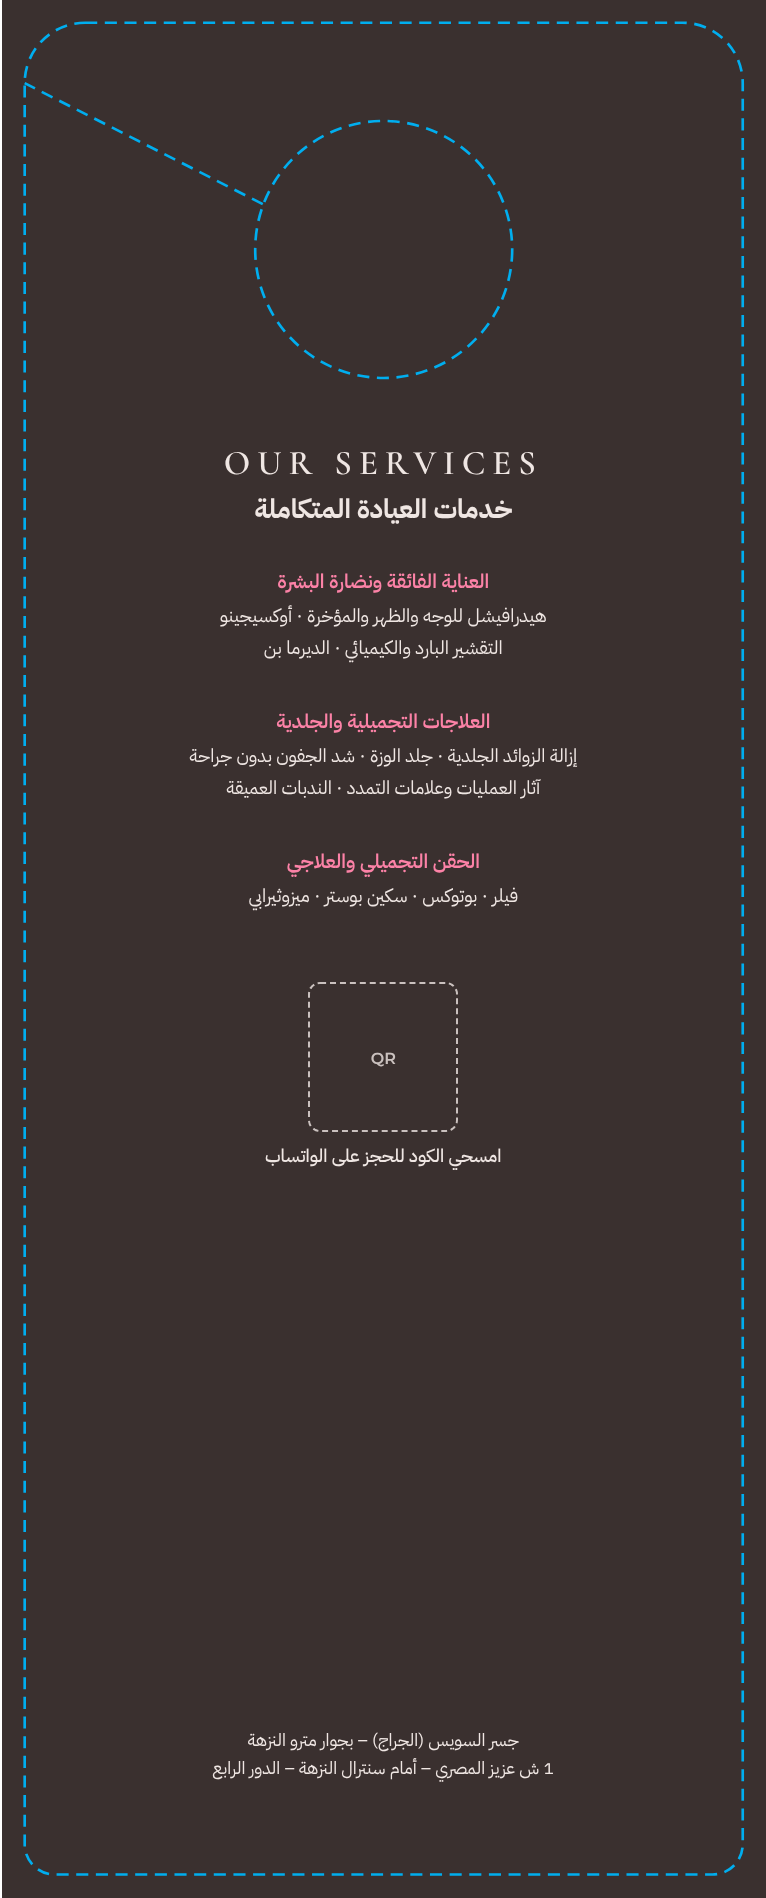 OUR SERVICES
خدمات العيادة المتكاملة
العناية الفائقة ونضارة البشرة
هيدرافيشل للوجه والظهر والمؤخرة · أوكسيجينو
التقشير البارد والكيميائي · الديرما بن
العلاجات التجميلية والجلدية
إزالة الزوائد الجلدية · جلد الوزة · شد الجفون بدون جراحة
آثار العمليات وعلامات التمدد · الندبات العميقة
الحقن التجميلي والعلاجي
فيلر · بوتوكس · سكين بوستر · ميزوثيرابي
QR
امسحي الكود للحجز على الواتساب
جسر السويس (الجراج) – بجوار مترو النزهة
1 ش عزيز المصري – أمام سنترال النزهة – الدور الرابع